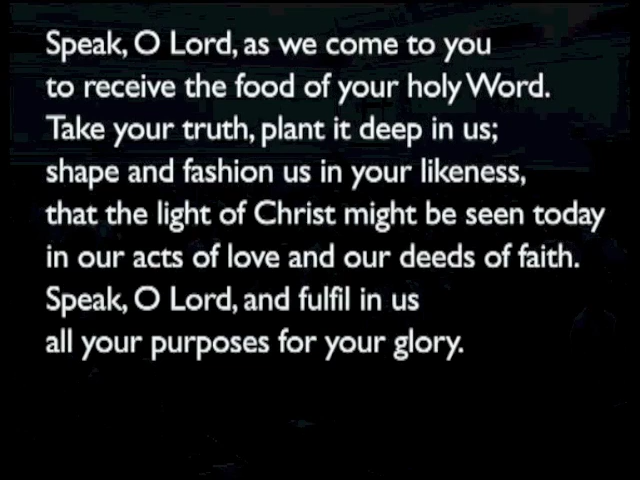 Speak, O Lord, as we come to you
to receive the food of your holy Word.
Take your truth, plant it deep in us;
shape and fashion us in your likeness,
that the light of Christ might be seen today
in our acts of love and our deeds of faith.
Speak, O Lord, and fulfil in us
all your purposes for your glory.